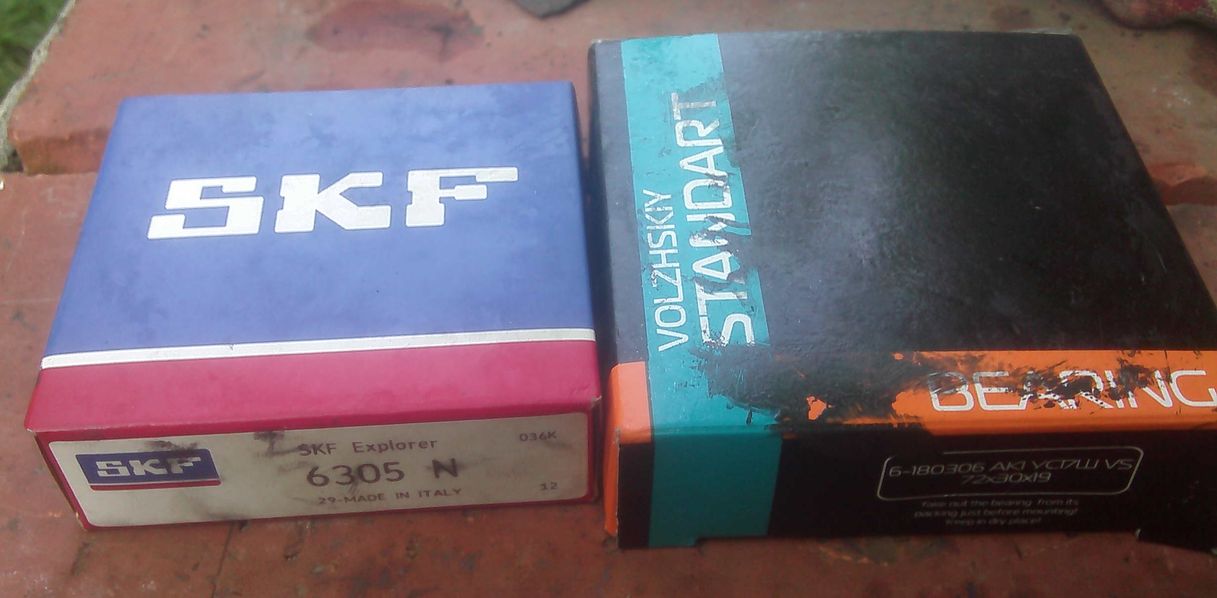 SKF
SKF
SKF Explorer
036K
6305 N
29-MADE IN ITALY
12
VOLZHSKIY
STANDART
BEARING
6-180306 АК1 УСТ7Ш VS
72x30x19
Take out the bearing from its
packing just before mounting!
Keep in dry place!